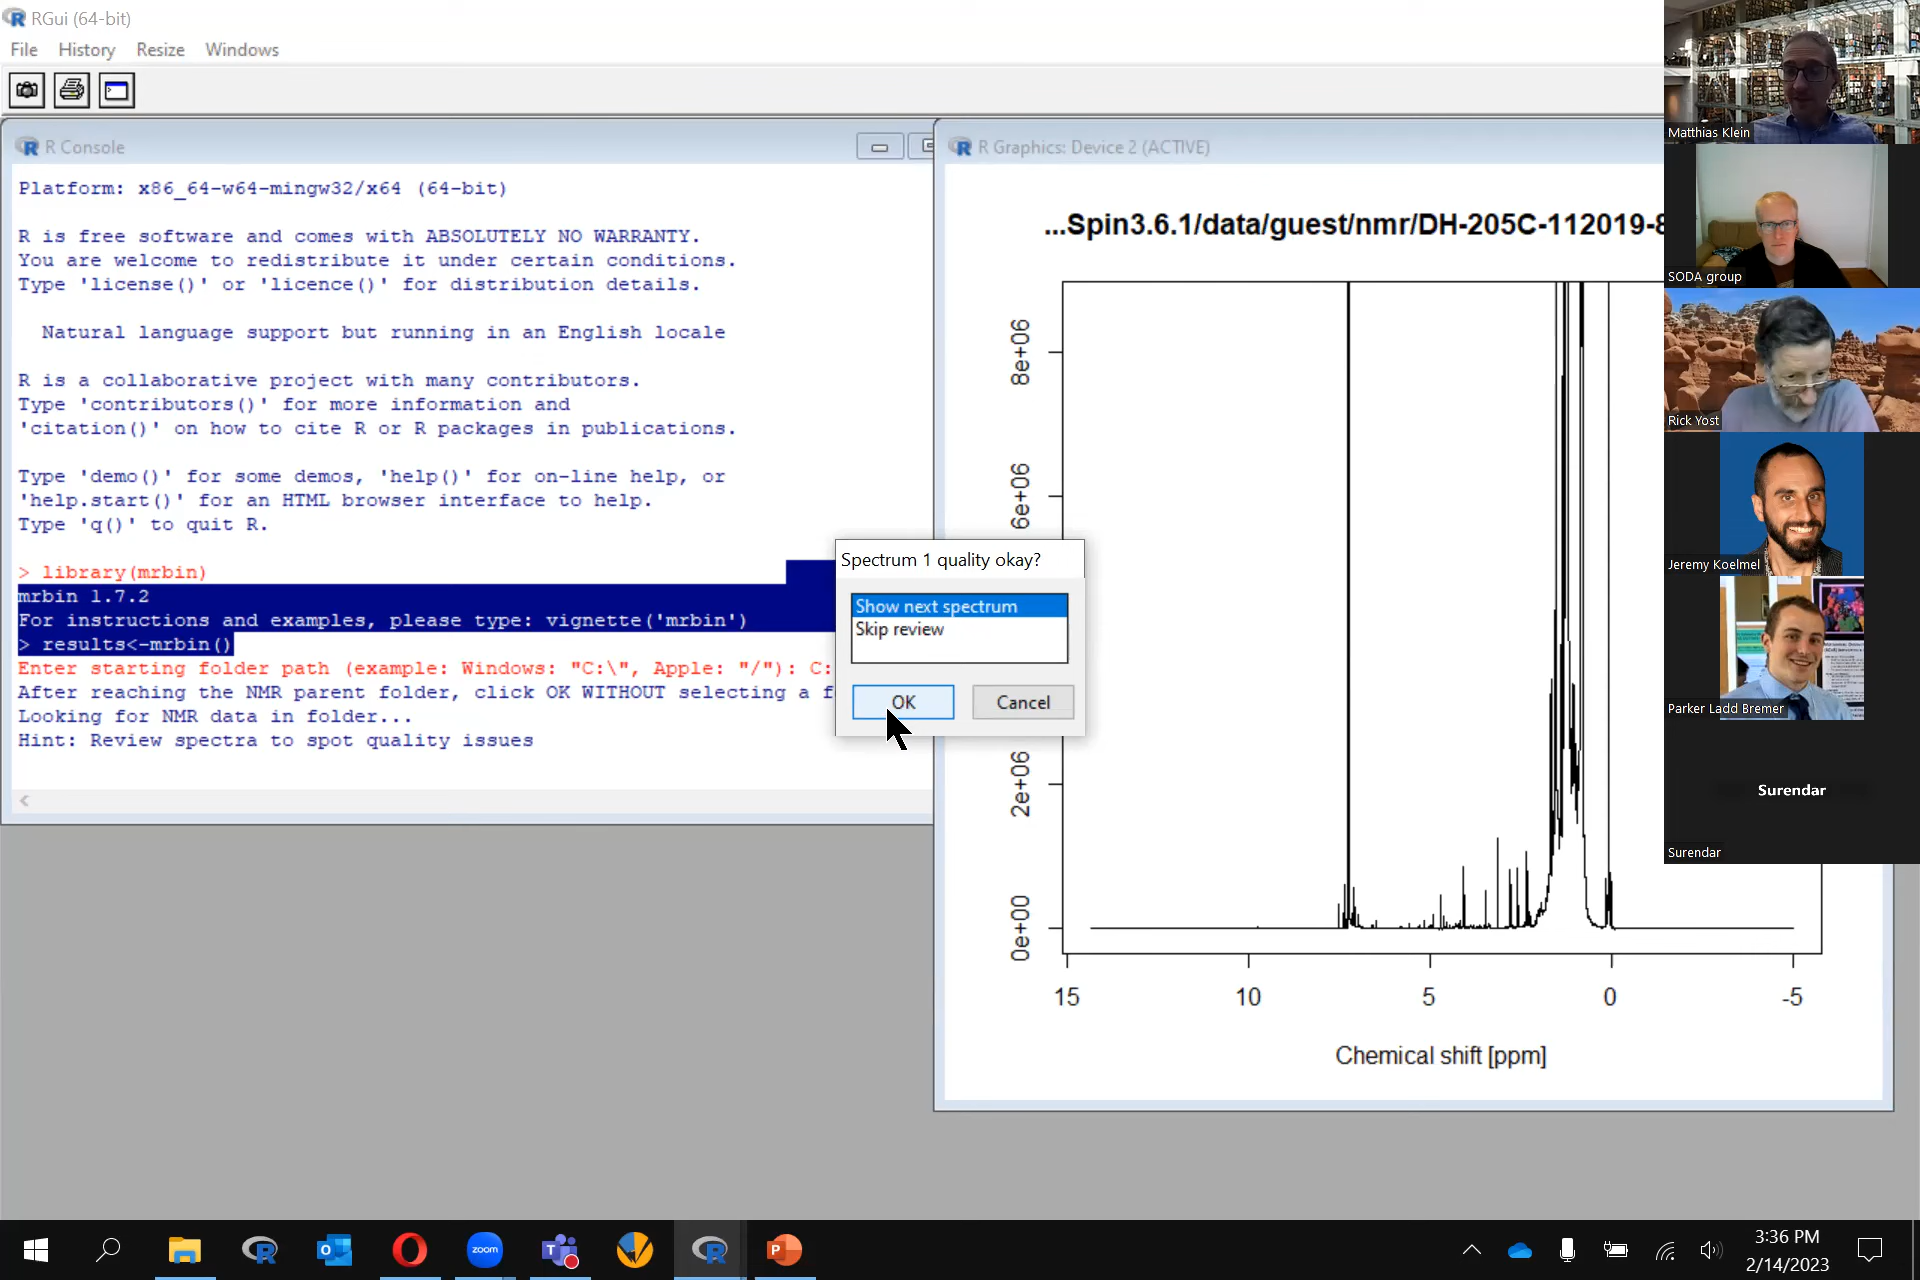 RGui (64-bit)
File History Resize Windows
R Console
Platform: x86_64-w64-mingw32/x64 (64-bit)
R is free software and comes with ABSOLUTELY NO WARRANTY.
You are welcome to redistribute it under certain conditions.
Type 'license()' or 'licence()' for distribution details.
Natural language support but running in an English locale
R is a collaborative project with many contributors.
Type 'contributors()' for more information and
'citation()' on how to cite R or R packages in publications.
Type 'demo()' for some demos, 'help()' for on-line help, or
'help.start()' for an HTML browser interface to help.
Type 'q()' to quit R.
> library(mrbin)
mrbin 1.7.2
For instructions and examples, please type: vignette('mrbin')
> results<-mrbin()
Enter starting folder path (example: Windows: "C:\", Apple: "/"): C:
After reaching the NMR parent folder, click OK WITHOUT selecting a f
Looking for NMR data in folder...
Hint: Review spectra to spot quality issues
Spectrum 1 quality okay?
Show next spectrum
Skip review
OK Cancel
R Graphics: Device 2 (ACTIVE)
...Spin3.6.1/data/guest/nmr/DH-205C-112019-8
8e+06
6e+06
2e+06
0e+00
15 10 5 0 -5
Chemical shift [ppm]
Matthias Klein
SODA group
Rick Yost
Jeremy Koelmel
Parker Ladd Bremer
Surendar
Surendar
zoom
3:36 PM
2/14/2023